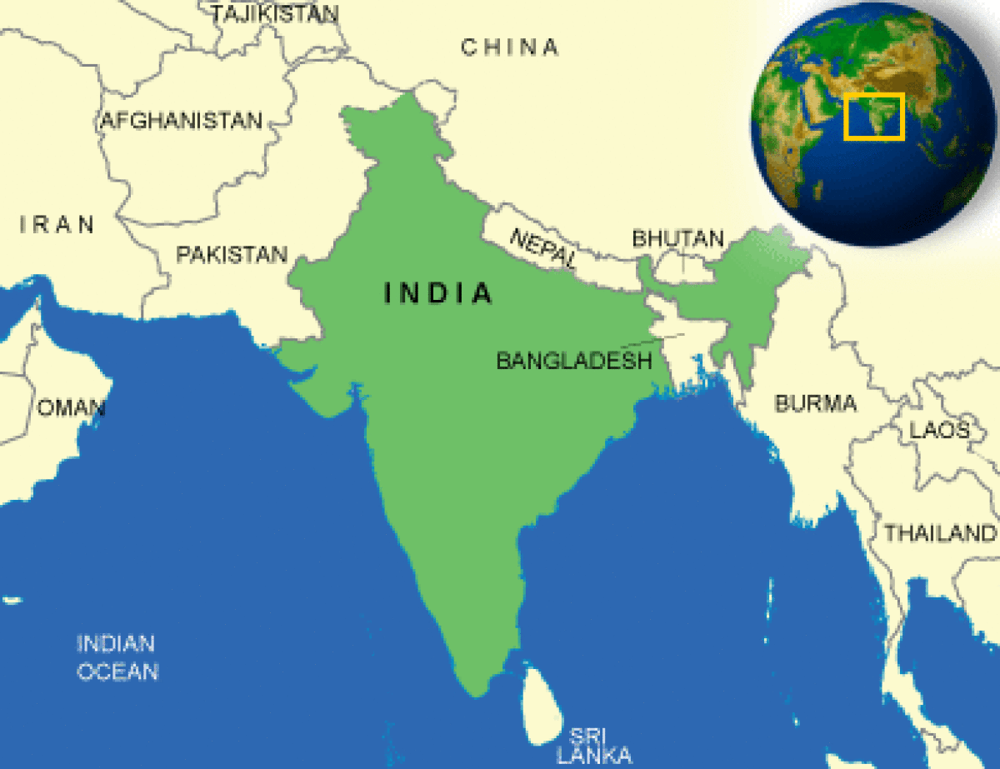 TAJIKISTAN
CHINA
AFGHANISTAN
IRAN
PAKISTAN
NEPAL
BHUTAN
INDIA
BANGLADESH
OMAN
BURMA
LAOS
THAILAND
INDIAN
OCEAN
SRI
LANKA